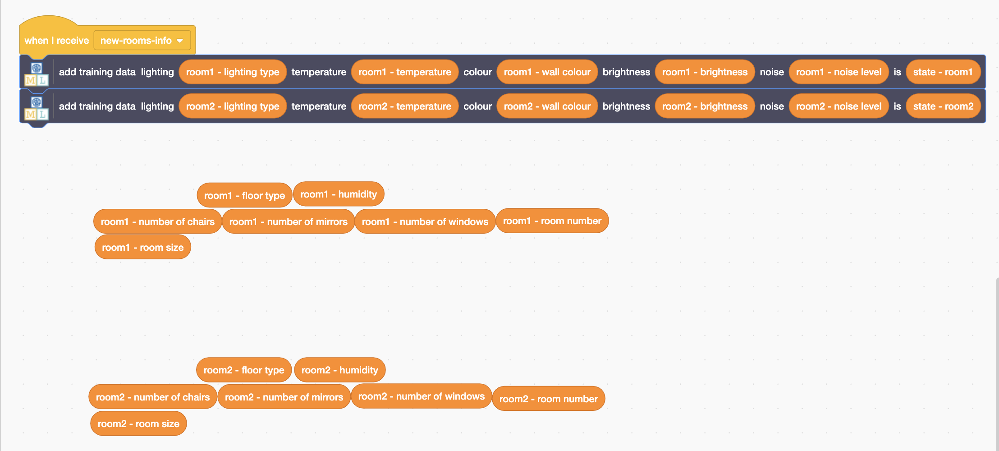 when I receive new-rooms-info
ML add training data lighting room1 - lighting type temperature room1 - temperature colour room1 - wall colour brightness room1 - brightness noise room1 - noise level is state - room1
ML add training data lighting room2 - lighting type temperature room2 - temperature colour room2 - wall colour brightness room2 - brightness noise room2 - noise level is state - room2
room1 - floor type room1 - humidity
room1 - number of chairs room1 - number of mirrors room1 - number of windows room1 - room number
room1 - room size
room2 - floor type room2 - humidity
room2 - number of chairs room2 - number of mirrors room2 - number of windows room2 - room number
room2 - room size